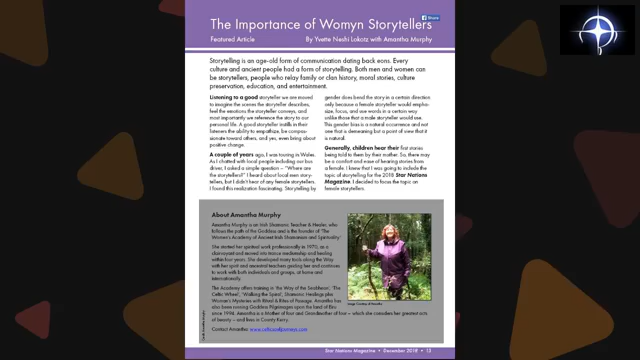 The Importance of Womyn Storytellers
Share
Featured Article
By Yvette Neshi Lokotz with Amantha Murphy
Storytelling is an age-old form of communication dating back eons. Every
culture and ancient people had a form of storytelling. Both men and women can
be storytellers, people who relay family or clan history, moral stories, culture
preservation, education, and entertainment.
Listening to a good storyteller we are moved
to imagine the scenes the storyteller describes,
feel the emotions the storyteller conveys, and
most importantly we reference the story to our
personal life. A good storyteller instills in their
listeners the ability to empathize, be compas-
sionate toward others, and yes, even bring about
positive change.
A couple of years ago, I was touring in Wales.
As I chatted with local people including our bus
driver, I asked a simple question – "Where are
the storytellers?" I heard about local men story-
tellers, but I didn't hear of any female storytellers.
I found this realization fascinating. Storytelling by
gender does bend the story in a certain direction
only because a female storyteller would empha-
size, focus, and use words in a certain way
unlike those that a male storyteller would use.
This gender bias is a natural occurrence and not
one that is demeaning but a point of view that is
natural.
Generally, children hear their first stories
being told to them by their mother. So, there may
be comfort and ease of hearing stories from
a female. I knew that I was going to include the
topic of storytelling for the 2018 Star Nations
Magazine. I decided to focus the topic on
female storytellers.
About Amantha Murphy
Amantha Murphy is an Irish Shamanic Teacher & Healer, who
follows the path of the Goddess and is the founder of 'The
Women's Academy of Ancient Irish Shamanism and Spirituality'
She started her spiritual work professionally in 1970, as a
clairvoyant and moved into trance mediumship and healing
within four years. She developed many tools along the Way
with her spirit and ancestral teachers guiding her and continues
to work with both individuals and groups, at home and
internationally.
The Academy offers training in 'The Way of the Seabhean', 'The
Celtic Wheel', 'Walking the Spiral', Shamanic Healings plus
Women's Mysteries with Ritual & Rites of Passage. Amantha has
also been running Goddess Pilgrimages upon the land of Eiru
since 1996. Amantha is a Mother of four and Grandmother of four – which she considers her greatest acts
of beauty – and lives in County Kerry.
Contact Amantha: www.celticsouljourneys.com
Image Courtesy of Amantha
Star Nations Magazine • December 2018 • 13